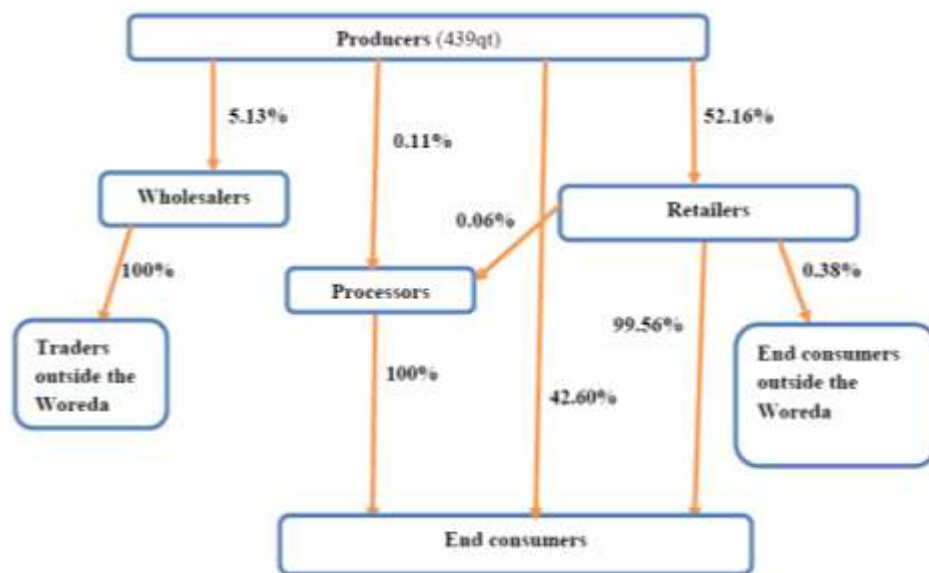 Producers (439qt)
5.13%
0.11%
52.16%
Wholesalers
0.06%
Retailers
100%
Processors
0.38%
Traders
outside the
Woreda
100%
42.60%
99.56%
End consumers
outside the
Woreda
End consumers